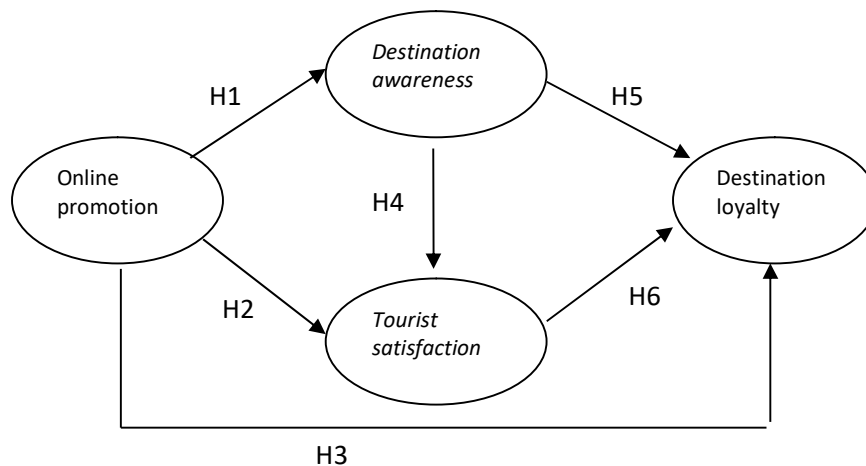 Destination
awareness
H1
H5
Online
promotion
Destination
loyalty
H4
H2
H6
Tourist
satisfaction
H3